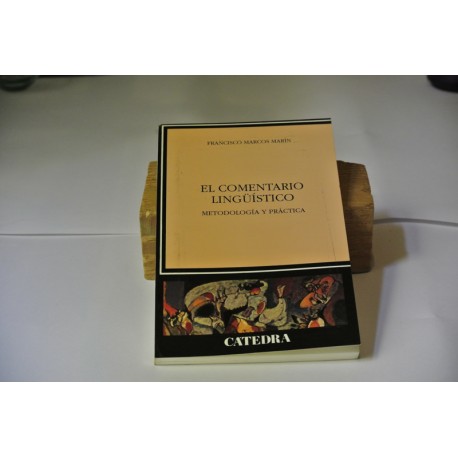 FRANCISCO MARCOS MARÍN
EL COMENTARIO
LINGÜÍSTICO
METODOLOGÍA Y PRÁCTICA
CATEDRA